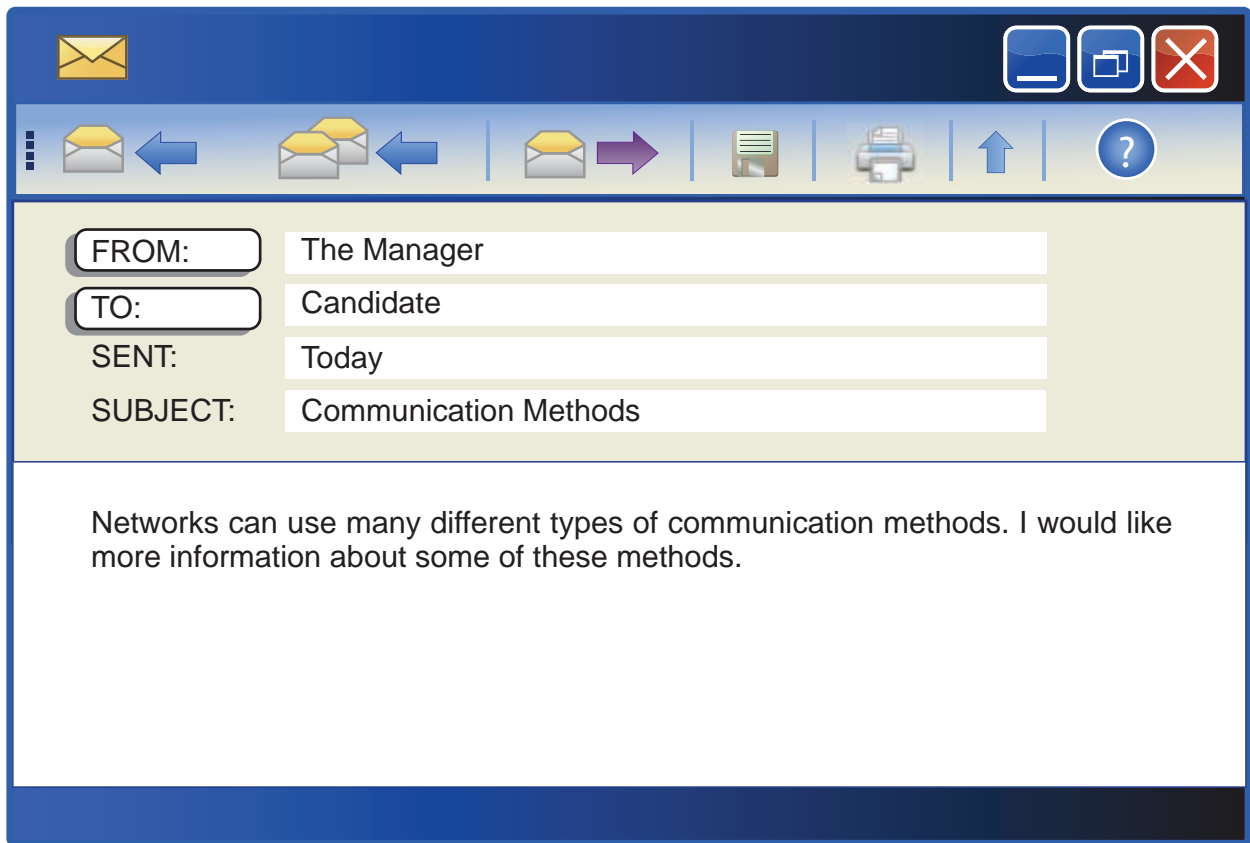 ?
FROM: The Manager
TO: Candidate
SENT: Today
SUBJECT: Communication Methods
Networks can use many different types of communication methods. I would like
more information about some of these methods.